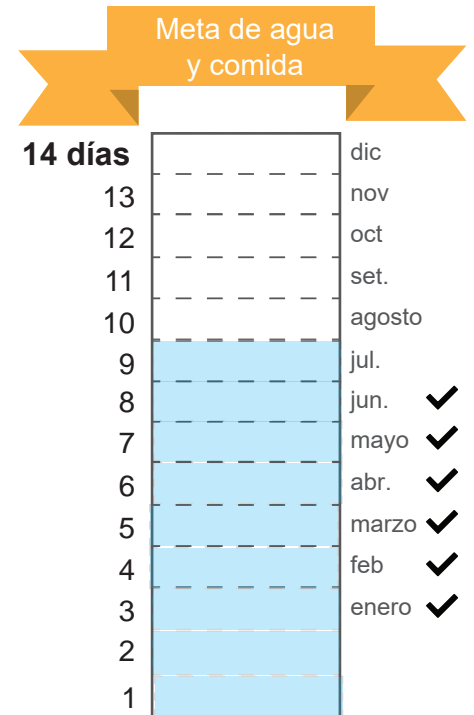 Meta de agua
y comida
14 días dic
13 nov
12 oct
11 set.
10 agosto
9 jul.
8 jun.
7 mayo
6 abr.
5 marzo
4 feb
3 enero
2
1